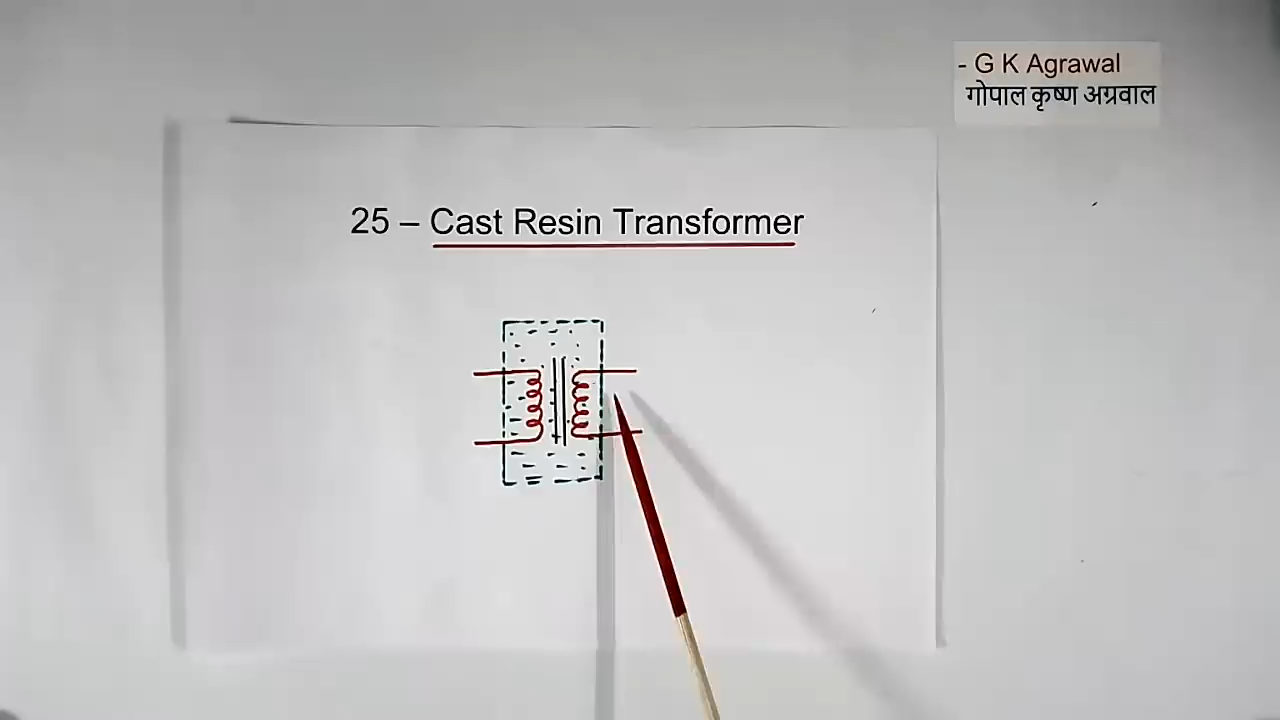 - G K Agrawal
गोपाल कृष्ण अग्रवाल
25 – Cast Resin Transformer